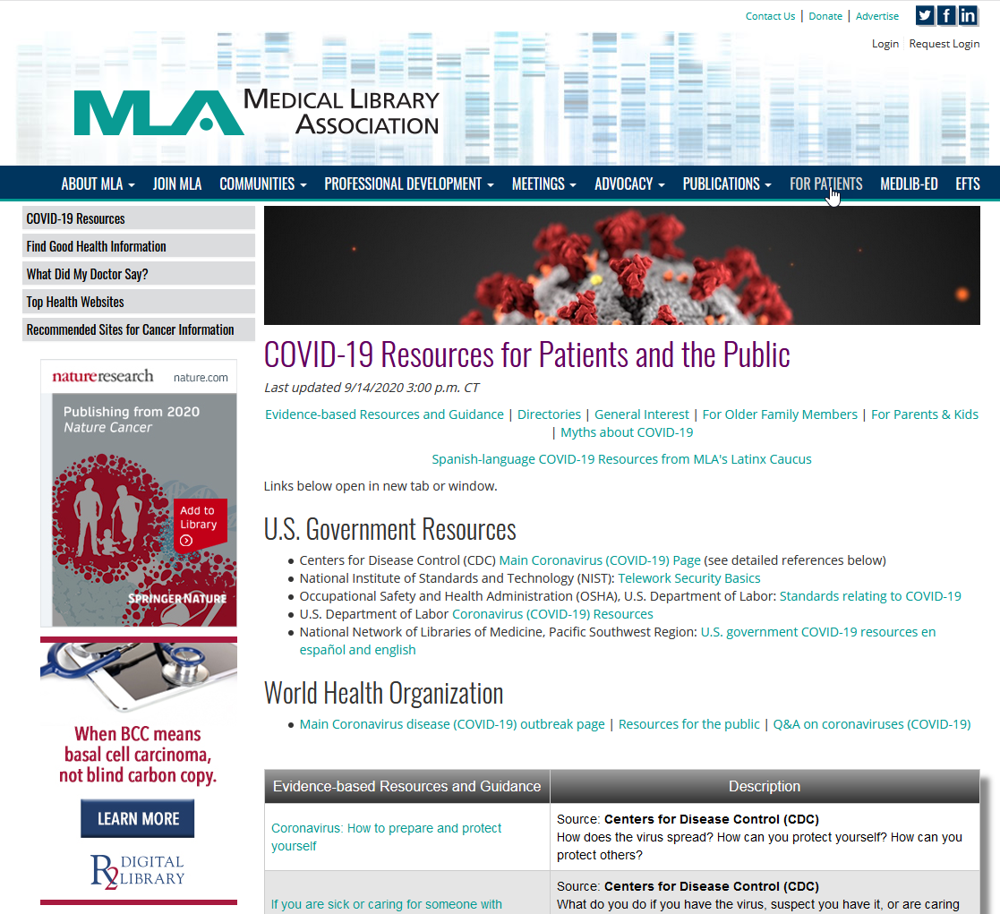 Contact Us | Donate | Advertise
Login Request Login
MLA MEDICAL LIBRARY
ASSOCIATION
ABOUT MLA JOIN MLA COMMUNITIES PROFESSIONAL DEVELOPMENT MEETINGS ADVOCACY PUBLICATIONS FOR PATIENTS MEDLIB-ED EFTS
COVID-19 Resources
Find Good Health Information
What Did My Doctor Say?
Top Health Websites
Recommended Sites for Cancer Information
natureresearch nature.com
Publishing from 2020
Nature Cancer
Add to
Library
SPRINGER NATURE
When BCC means
basal cell carcinoma,
not blind carbon copy.
LEARN MORE
R2 DIGITAL
LIBRARY
COVID-19 Resources for Patients and the Public
Last updated 9/14/2020 3:00 p.m. CT
Evidence-based Resources and Guidance | Directories | General Interest | For Older Family Members | For Parents & Kids
| Myths about COVID-19
Spanish-language COVID-19 Resources from MLA's Latinx Caucus
Links below open in new tab or window.
U.S. Government Resources
• Centers for Disease Control (CDC) Main Coronavirus (COVID-19) Page (see detailed references below)
• National Institute of Standards and Technology (NIST): Telework Security Basics
• Occupational Safety and Health Administration (OSHA), U.S. Department of Labor: Standards relating to COVID-19
• U.S. Department of Labor Coronavirus (COVID-19) Resources
• National Network of Libraries of Medicine, Pacific Southwest Region: U.S. government COVID-19 resources en
español and english
World Health Organization
• Main Coronavirus disease (COVID-19) outbreak page | Resources for the public | Q&A on coronaviruses (COVID-19)
Evidence-based Resources and Guidance Description
Coronavirus: How to prepare and protect
yourself
Source: Centers for Disease Control (CDC)
How does the virus spread? How can you protect yourself? How can you
protect others?
If you are sick or caring for someone with
Source: Centers for Disease Control (CDC)
What do you do if you have the virus, suspect you have it, or are caring